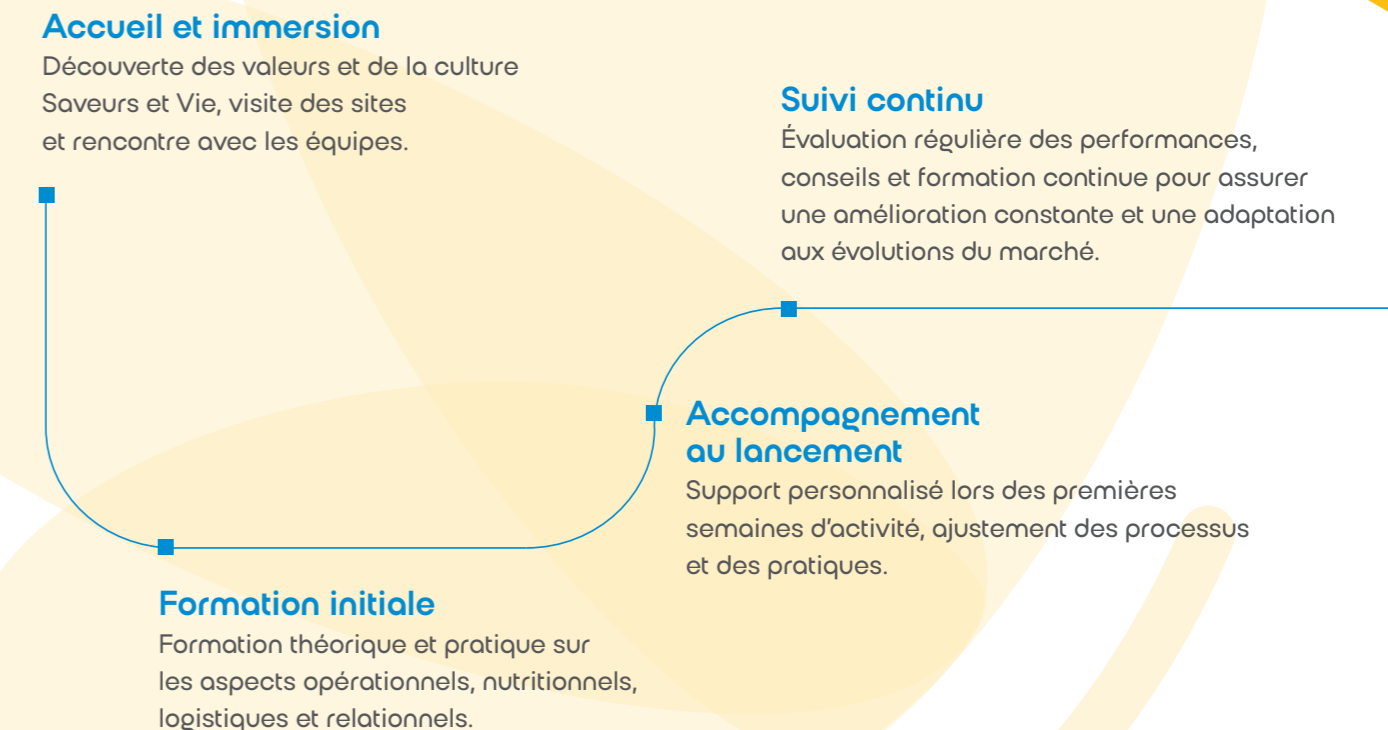 Accueil et immersion
Découverte des valeurs et de la culture
Saveurs et Vie, visite des sites
et rencontre avec les équipes.
Formation initiale
Formation théorique et pratique sur
les aspects opérationnels, nutritionnels,
logistiques et relationnels.
Accompagnement
au lancement
Support personnalisé lors des premières
semaines d'activité, ajustement des processus
et des pratiques.
Suivi continu
Évaluation régulière des performances,
conseils et formation continue pour assurer
une amélioration constante et une adaptation
aux évolutions du marché.